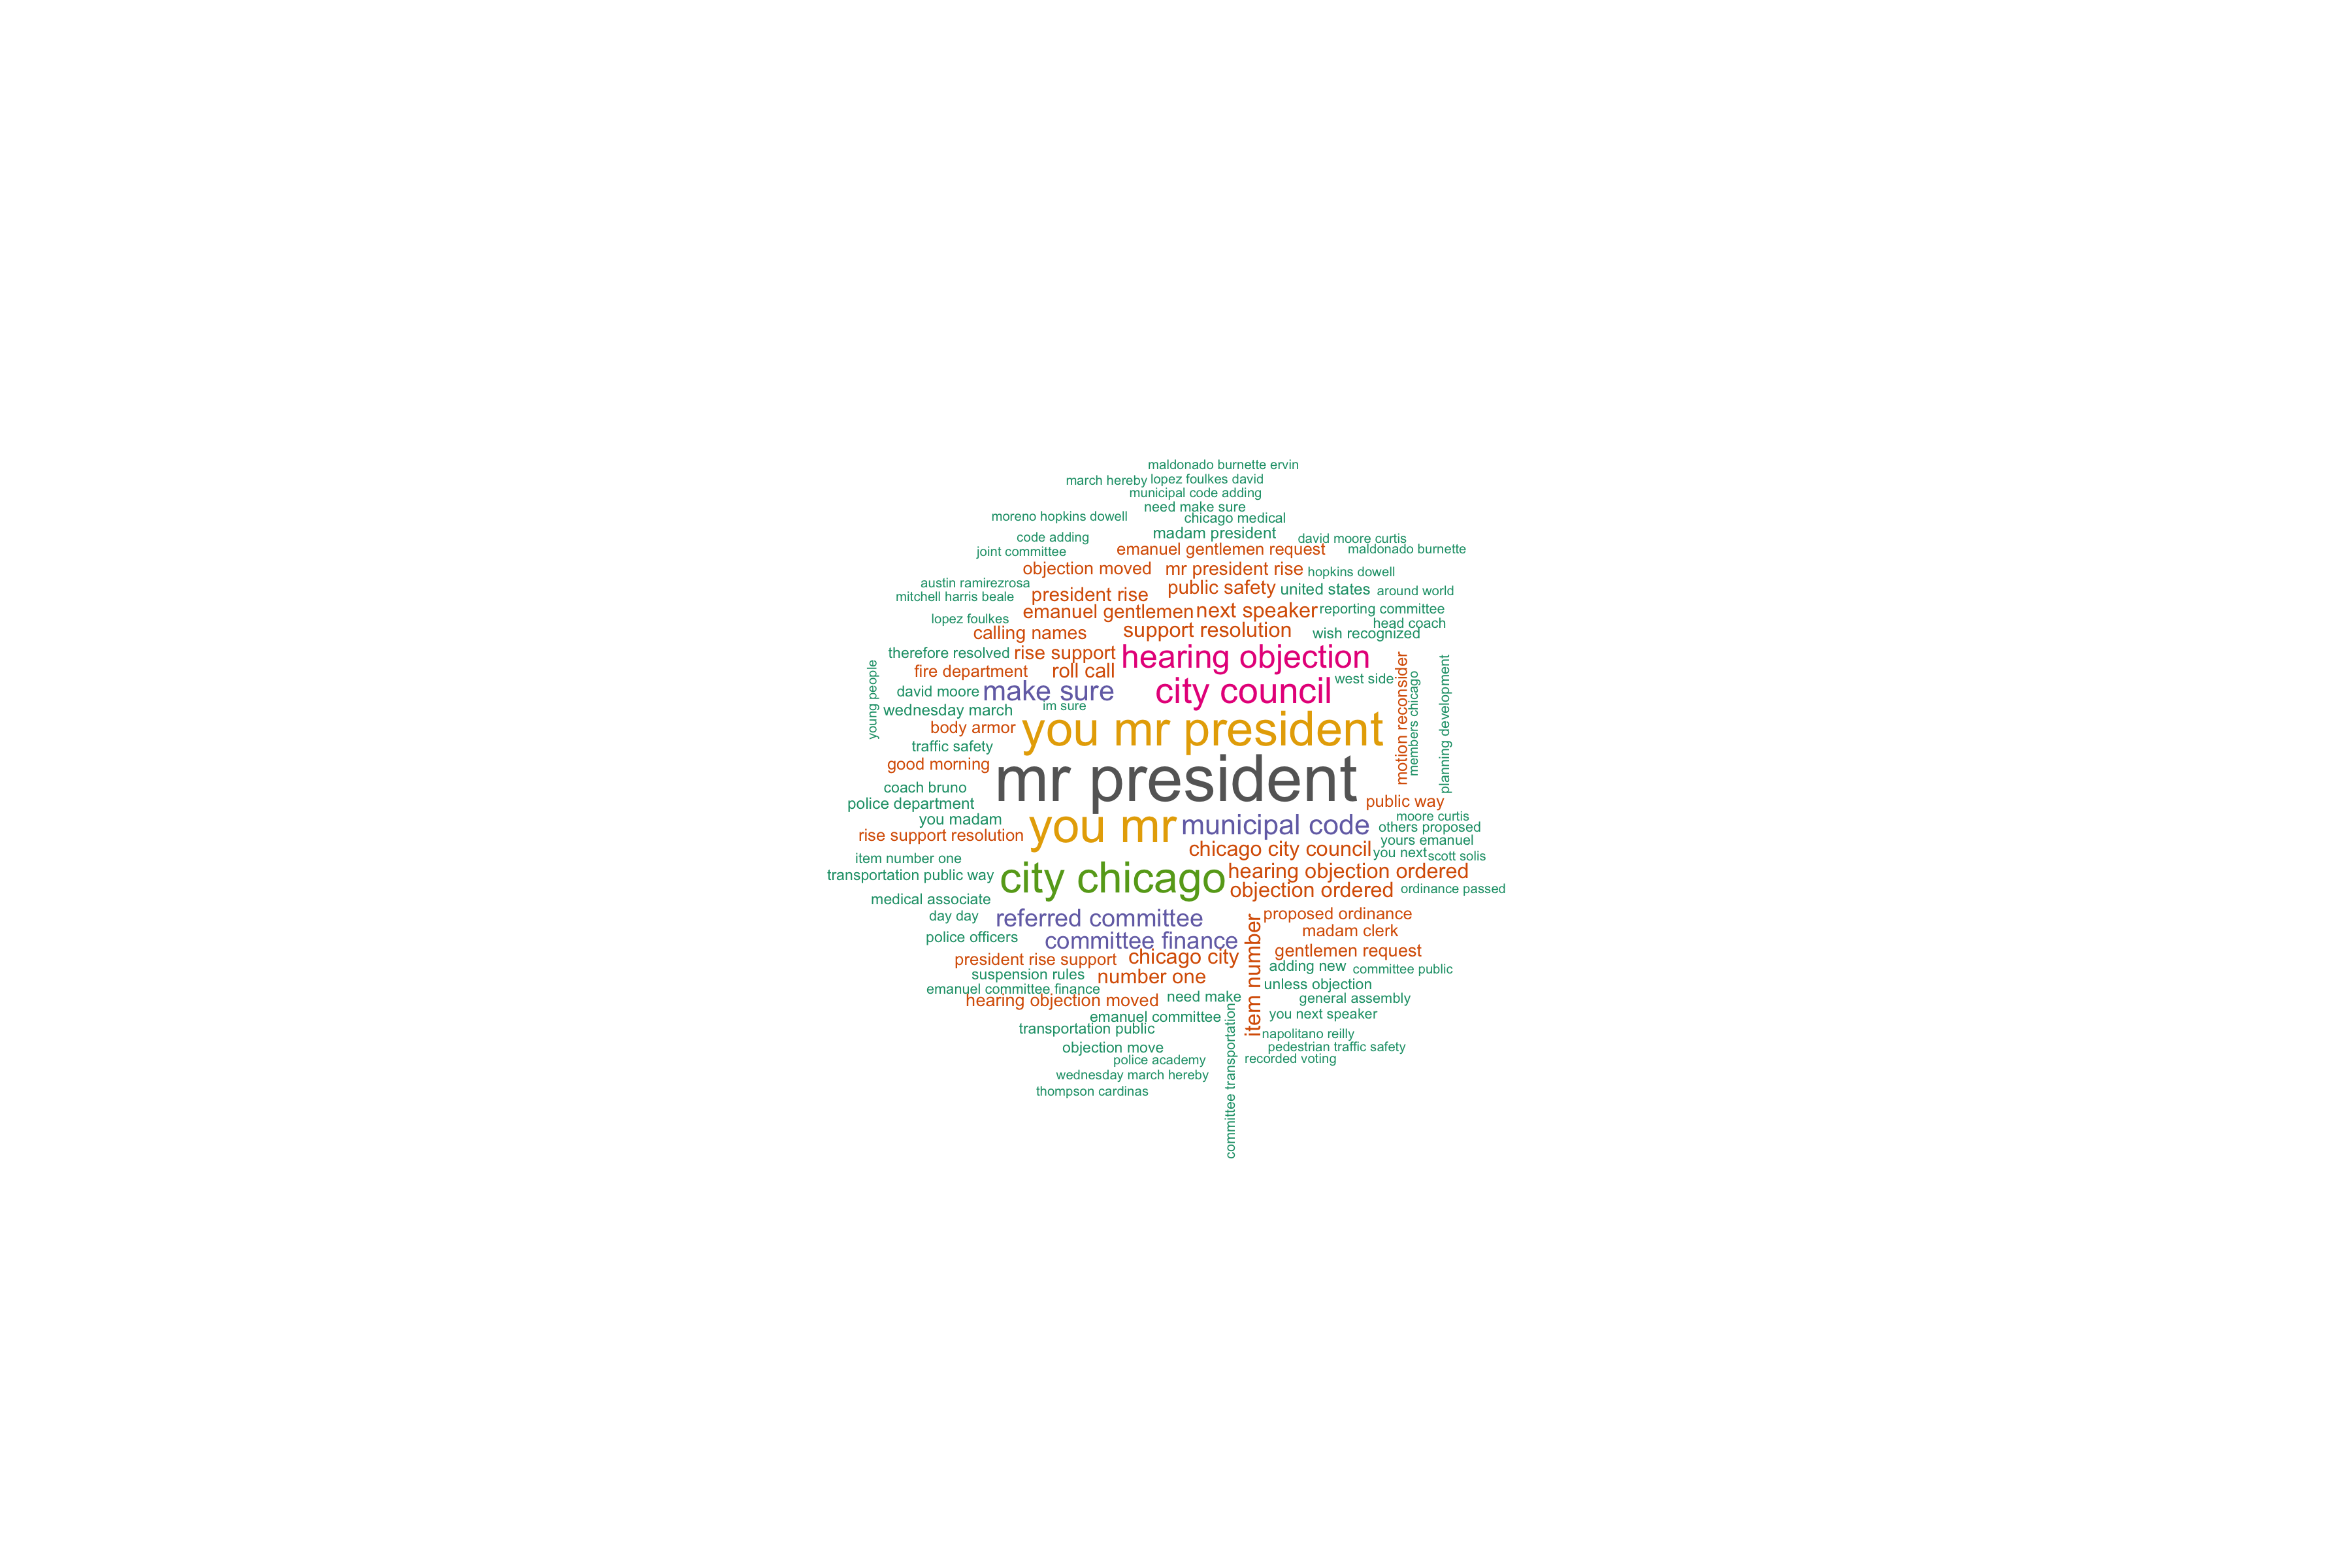 maldonado burnette ervin
march hereby
lopez foulkes david
municipal code adding
need make sure
moreno hopkins dowell
chicago medical
madam president
code adding
david moore curtis
joint committee
emanuel gentlemen request
maldonado burnette
objection moved
mr president rise
hopkins dowell
austin ramirezrosa
public safety
united states
around world
mitchell harris beale
president rise
emanuel gentlemen
next speaker
reporting committee
lopez foulkes
head coach
calling names
support resolution
wish recognized
therefore resolved
rise support
hearing objection
fire department
roll call
west side
young people
david moore
make sure
city council
motion reconsider
members chicago
planning development
wednesday march
im sure
body armor
you mr president
traffic safety
good morning
mr president
coach bruno
police department
public way
you madam
you mr
municipal code
moore curtis
others proposed
rise support resolution
yours emanuel
chicago city council
you next
scott solis
item number one
transportation public way
city chicago
hearing objection ordered
objection ordered
ordinance passed
medical associate
day day
referred committee
proposed ordinance
madam clerk
police officers
committee finance
item number
gentlemen request
president rise support
chicago city
adding new
committee public
suspension rules
number one
unless objection
emanuel committee finance
hearing objection moved
need make
general assembly
emanuel committee
you next speaker
transportation public
committee transportation
napolitano reilly
objection move
pedestrian traffic safety
police academy
recorded voting
wednesday march hereby
thompson cardinas